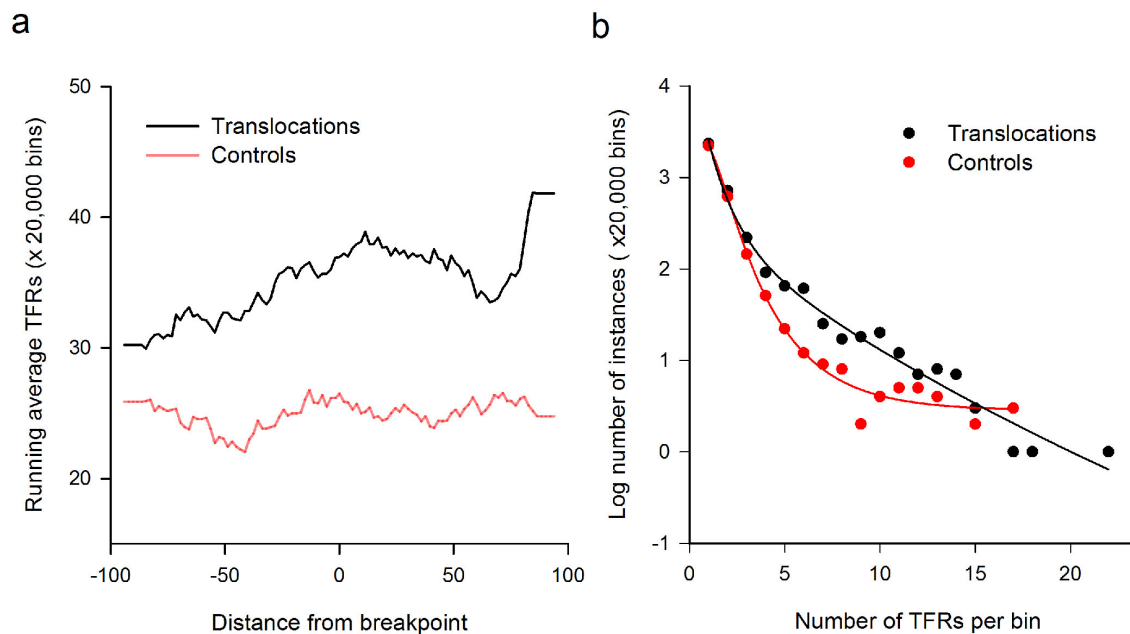 a
50
40
30
20
Running average TFRs (x 20,000 bins)
Translocations
Controls
-100
-50
0
50
100
Distance from breakpoint
b
4
3
2
1
0
-1
Log number of instances ( x20,000 bins)
Translocations
Controls
0
5
10
15
20
Number of TFRs per bin